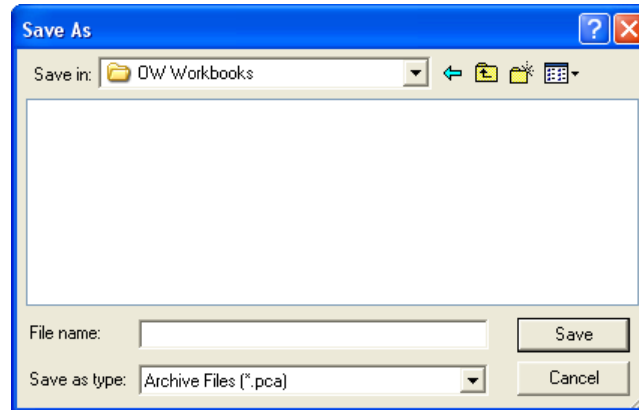 Save As
Save in: OW Workbooks
File name:
Save
Save as type: Archive Files (*.pca)
Cancel